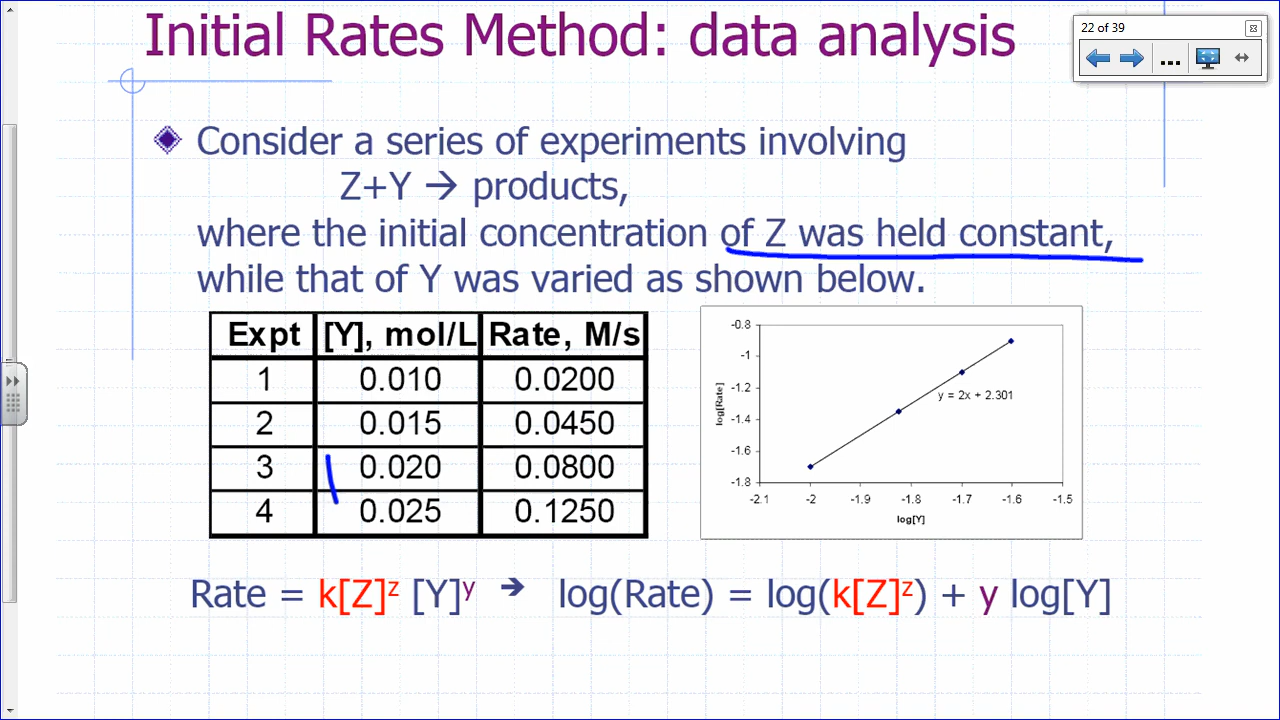 Initial Rates Method: data analysis
22 of 39
Consider a series of experiments involving
Z+Y → products,
where the initial concentration of Z was held constant,
while that of Y was varied as shown below.
Expt [Y], mol/L Rate, M/s
1 0.010 0.0200
2 0.015 0.0450
3 0.020 0.0800
4 0.025 0.1250
-0.8
-1
-1.2
-1.4
-1.6
-1.8
log[Rate]
y = 2x + 2.301
-2.1 -2 -1.9 -1.8 -1.7 -1.6 -1.5
log[Y]
Rate = k[Z]ᶻ [Y]ʸ → log(Rate) = log(k[Z]ᶻ) + y log[Y]